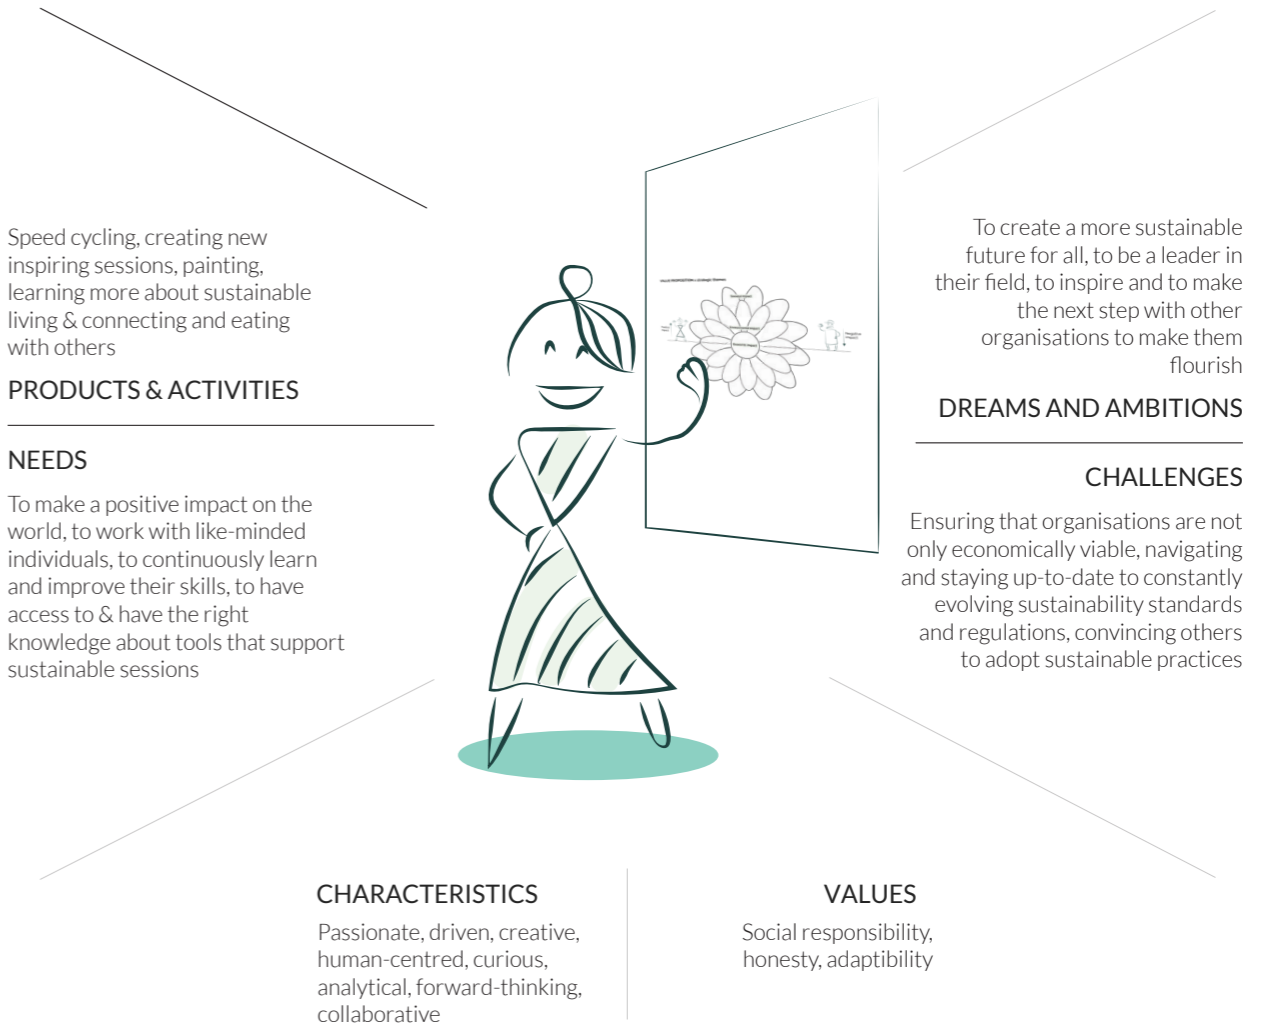 Speed cycling, creating new
inspiring sessions, painting,
learning more about sustainable
living & connecting and eating
with others
PRODUCTS & ACTIVITIES
NEEDS
To make a positive impact on the
world, to work with like-minded
individuals, to continuously learn
and improve their skills, to have
access to & have the right
knowledge about tools that support
sustainable sessions
To create a more sustainable
future for all, to be a leader in
their field, to inspire and to make
the next step with other
organisations to make them
flourish
DREAMS AND AMBITIONS
CHALLENGES
Ensuring that organisations are not
only economically viable, navigating
and staying up-to-date to constantly
evolving sustainability standards
and regulations, convincing others
to adopt sustainable practices
CHARACTERISTICS
Passionate, driven, creative,
human-centred, curious,
analytical, forward-thinking,
collaborative
VALUES
Social responsibility,
honesty, adaptibility